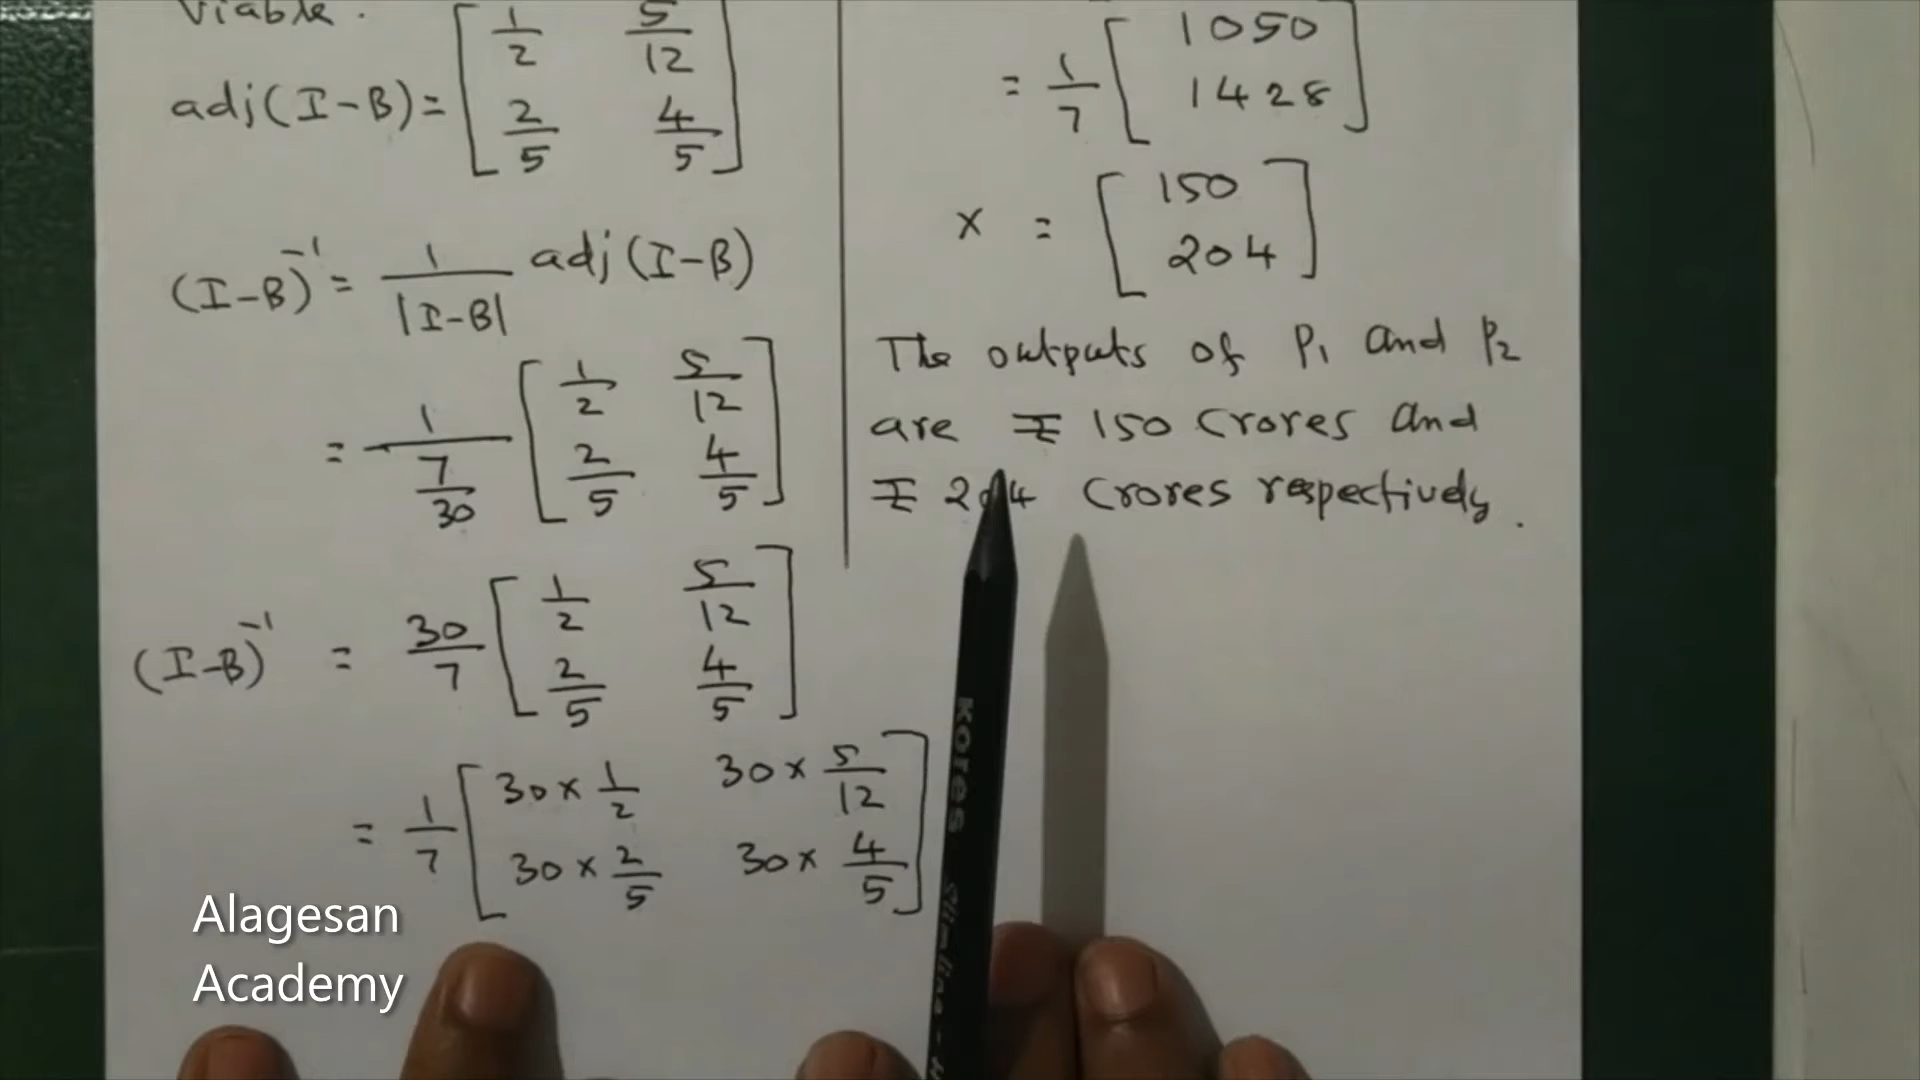 viable.
adj(I-B) = [ 1/2 5/12
2/5 4/5 ]
(I-B)⁻¹ = 1/|I-B| adj(I-B)
= 1/(7/30) [ 1/2 5/12
2/5 4/5 ]
(I-B)⁻¹ = 30/7 [ 1/2 5/12
2/5 4/5 ]
= 1/7 [ 30 x 1/2 30 x 5/12
30 x 2/5 30 x 4/5 ]
= 1/7 [ 1050
1428 ]
X = [ 150
204 ]
The outputs of P₁ and P₂
are ₹ 150 Crores and
₹ 204 Crores respectively.
Kores
Alagesan
Academy